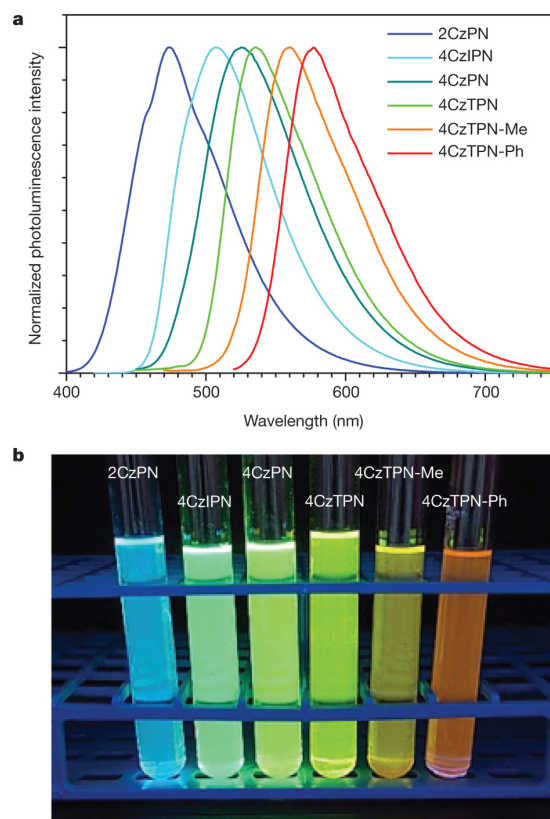 a
Normalized photoluminescence intensity
2CzPN
4CzIPN
4CzPN
4CzTPN
4CzTPN-Me
4CzTPN-Ph
400
500
600
700
Wavelength (nm)
b
2CzPN
4CzIPN
4CzPN
4CzTPN
4CzTPN-Me
4CzTPN-Ph